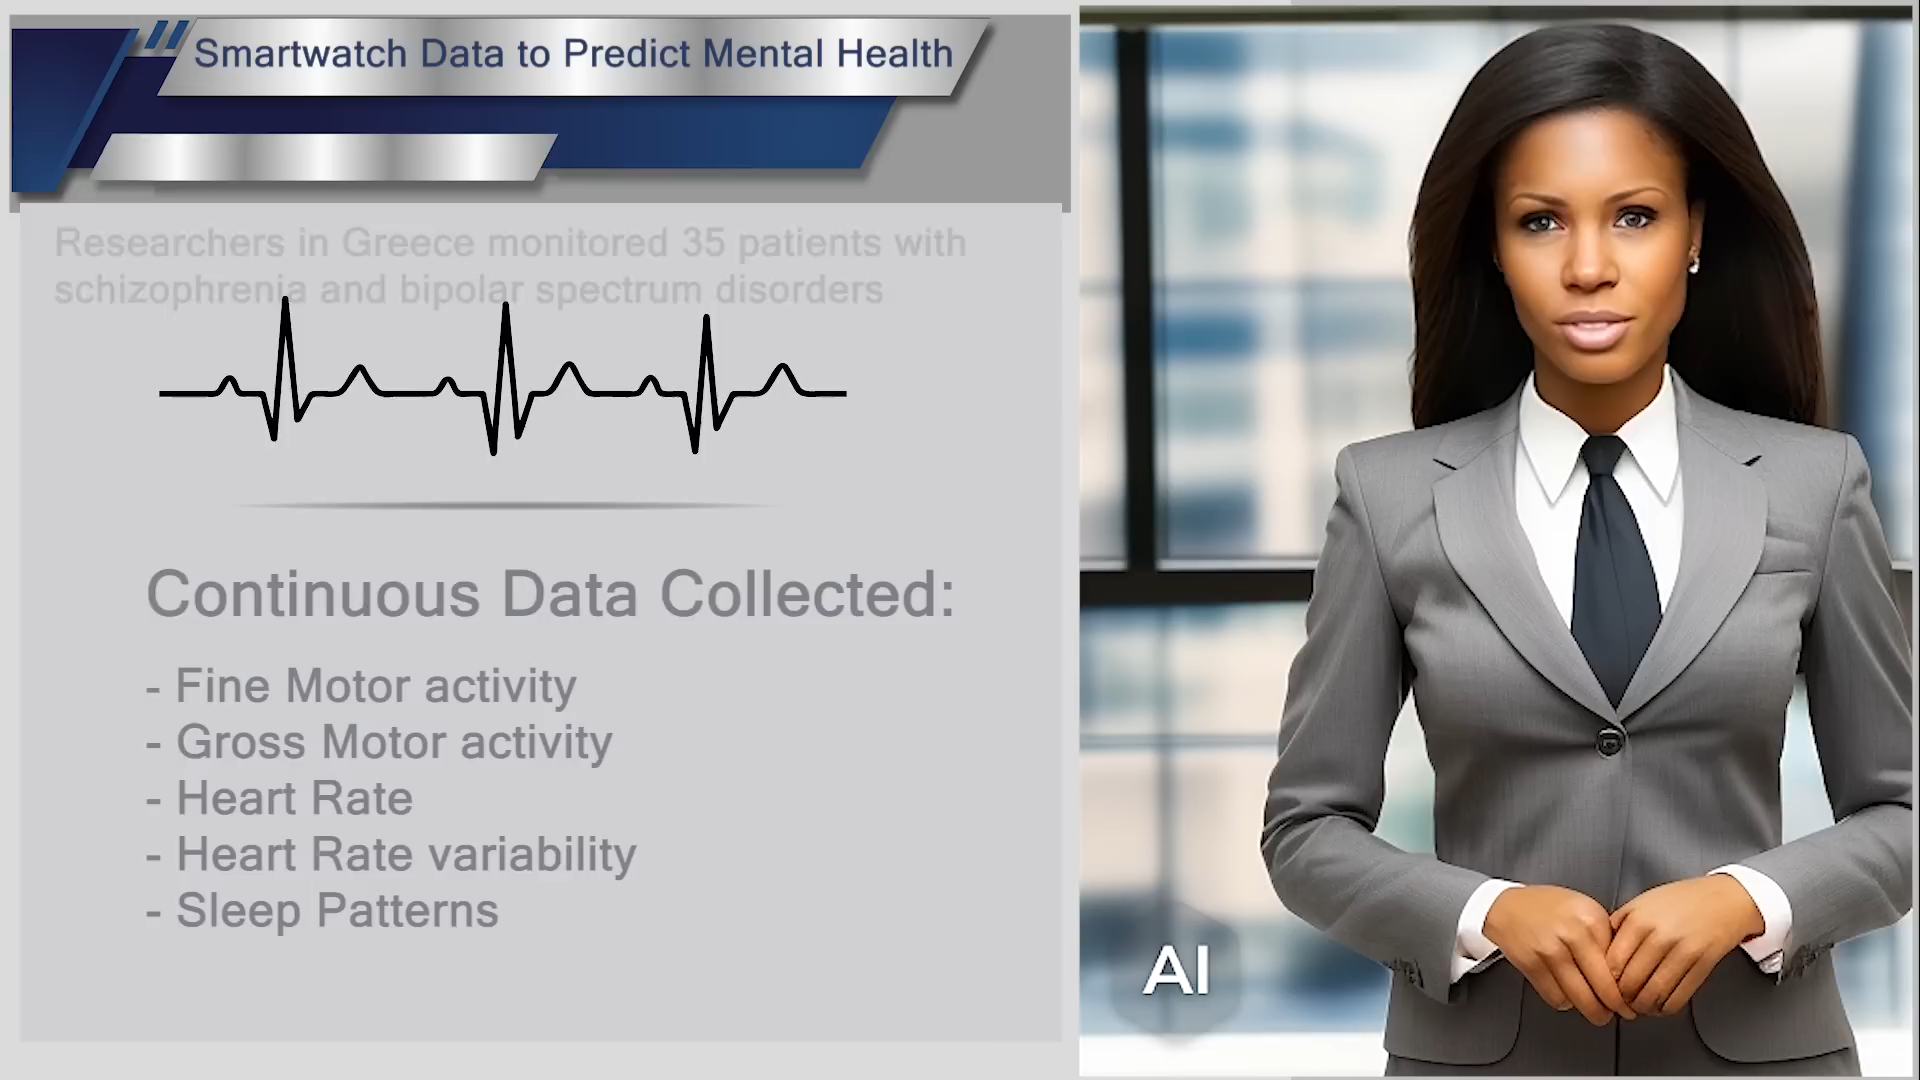 Smartwatch Data to Predict Mental Health
Researchers in Greece monitored 35 patients with
schizophrenia and bipolar spectrum disorders
Continuous Data Collected:
- Fine Motor activity
- Gross Motor activity
- Heart Rate
- Heart Rate variability
- Sleep Patterns
AI